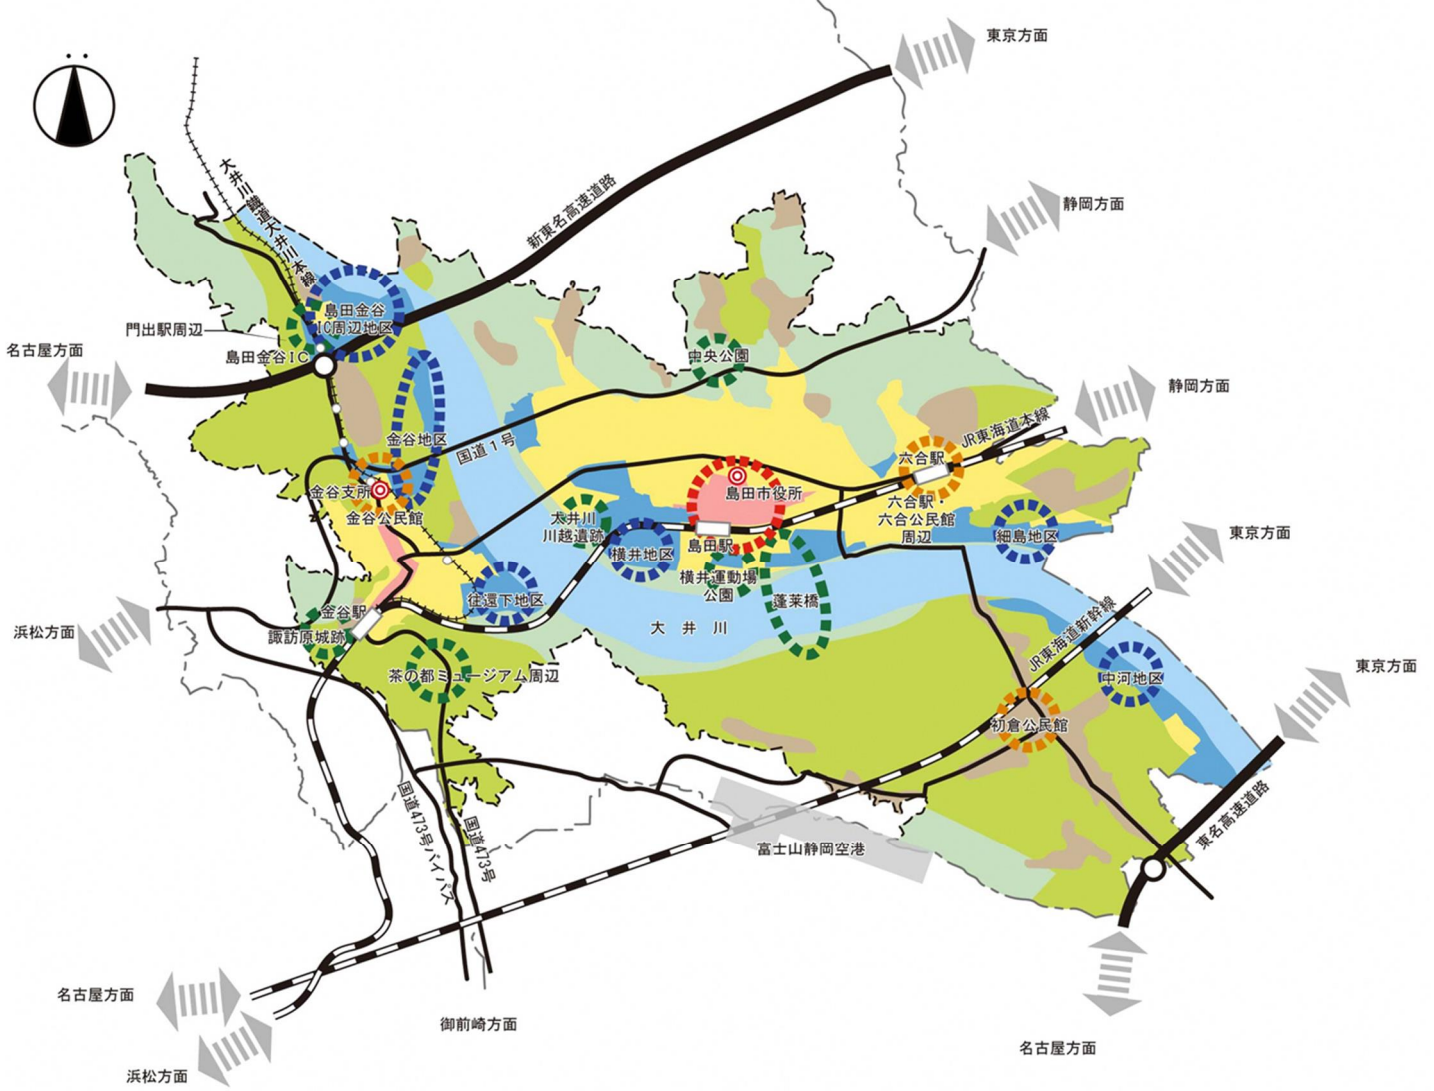 東京方面
静岡方面
大井川鐵道大井川本線
新東名高速道路
島田金谷
IC周辺地区
門出駅周辺
島田金谷IC
名古屋方面
中央公園
静岡方面
JR東海道本線
金谷地区
国道1号
六合駅
金谷支所
金谷公民館
島田市役所
六合駅・
六合公民館
周辺
大井川
川越遺跡
横井地区
島田駅
細島地区
東京方面
横井運動場
公園
蓬莱橋
往還下地区
金谷駅
諏訪原城跡
浜松方面
大井川
JR東海道新幹線
東京方面
茶の都ミュージアム周辺
中河地区
初倉公民館
国道473号バイパス
国道473号
富士山静岡空港
東名高速道路
名古屋方面
御前崎方面
名古屋方面
浜松方面